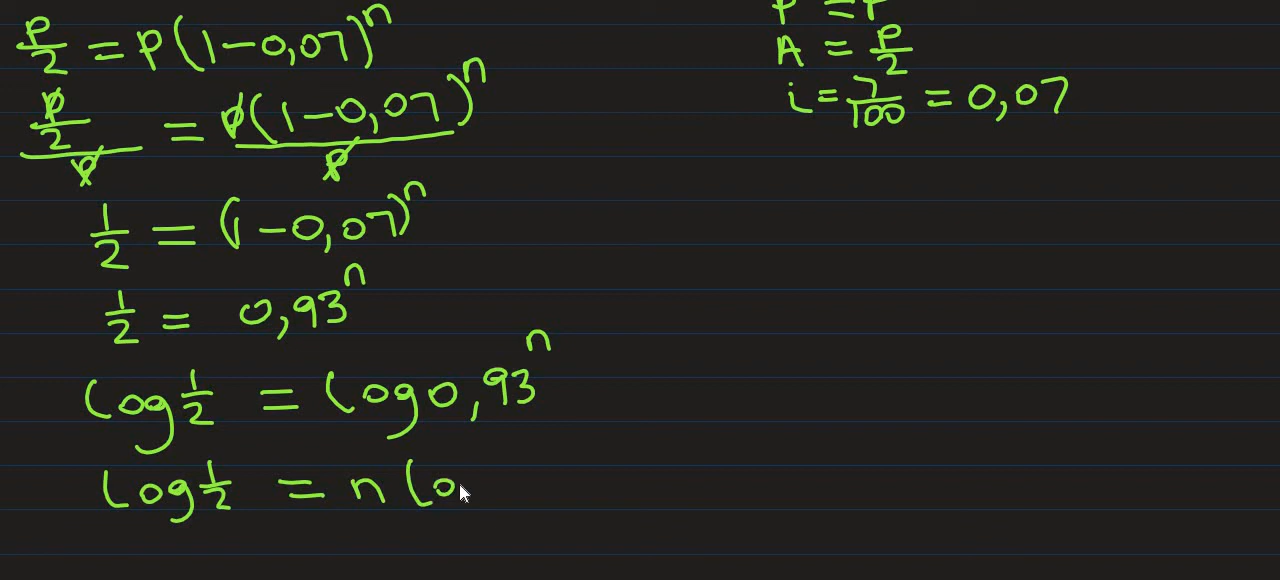 p/2 = p(1-0,07)^n
(p/2)/p = p(1-0,07)^n/p
1/2 = (1-0,07)^n
1/2 = 0,93^n
log 1/2 = log 0,93^n
log 1/2 = n lo
P = P
A = P/2
i = 7/100 = 0,07